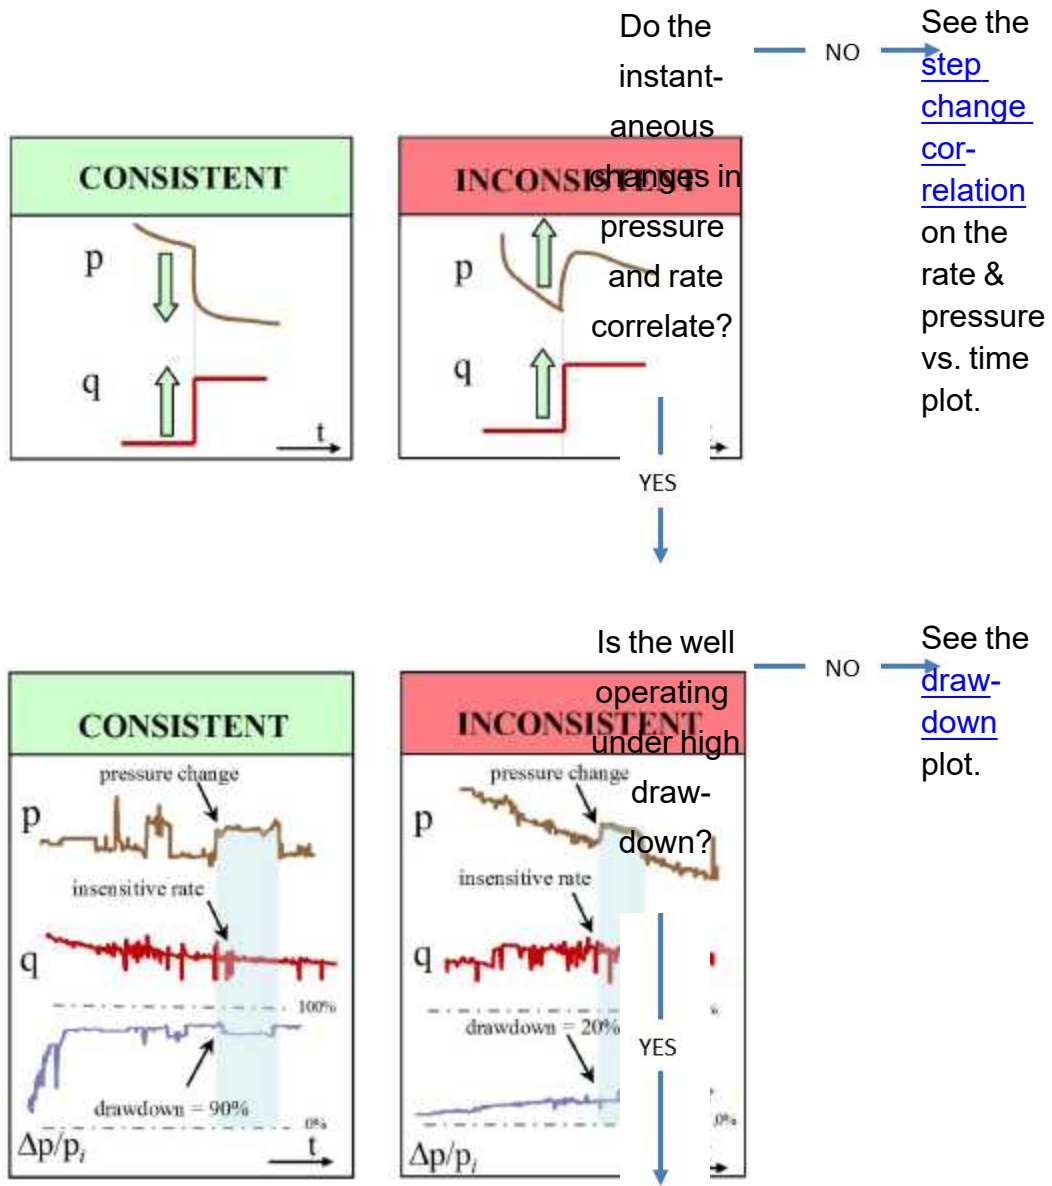 Do the
instant-
aneous
changes in
pressure
and rate
correlate?
NO
See the
step
change
cor-
relation
on the
rate &
pressure
vs. time
plot.
CONSISTENT
p
q
t
INCONSISTENT
p
q
YES
Is the well
operating
under high
draw-
down?
NO
See the
draw-
down
plot.
CONSISTENT
pressure change
p
insensitive rate
q
100%
drawdown = 90%
0%
Δp/pi
t
INCONSISTENT
pressure change
p
insensitive rate
q
drawdown = 20%
0%
Δp/pi
YES